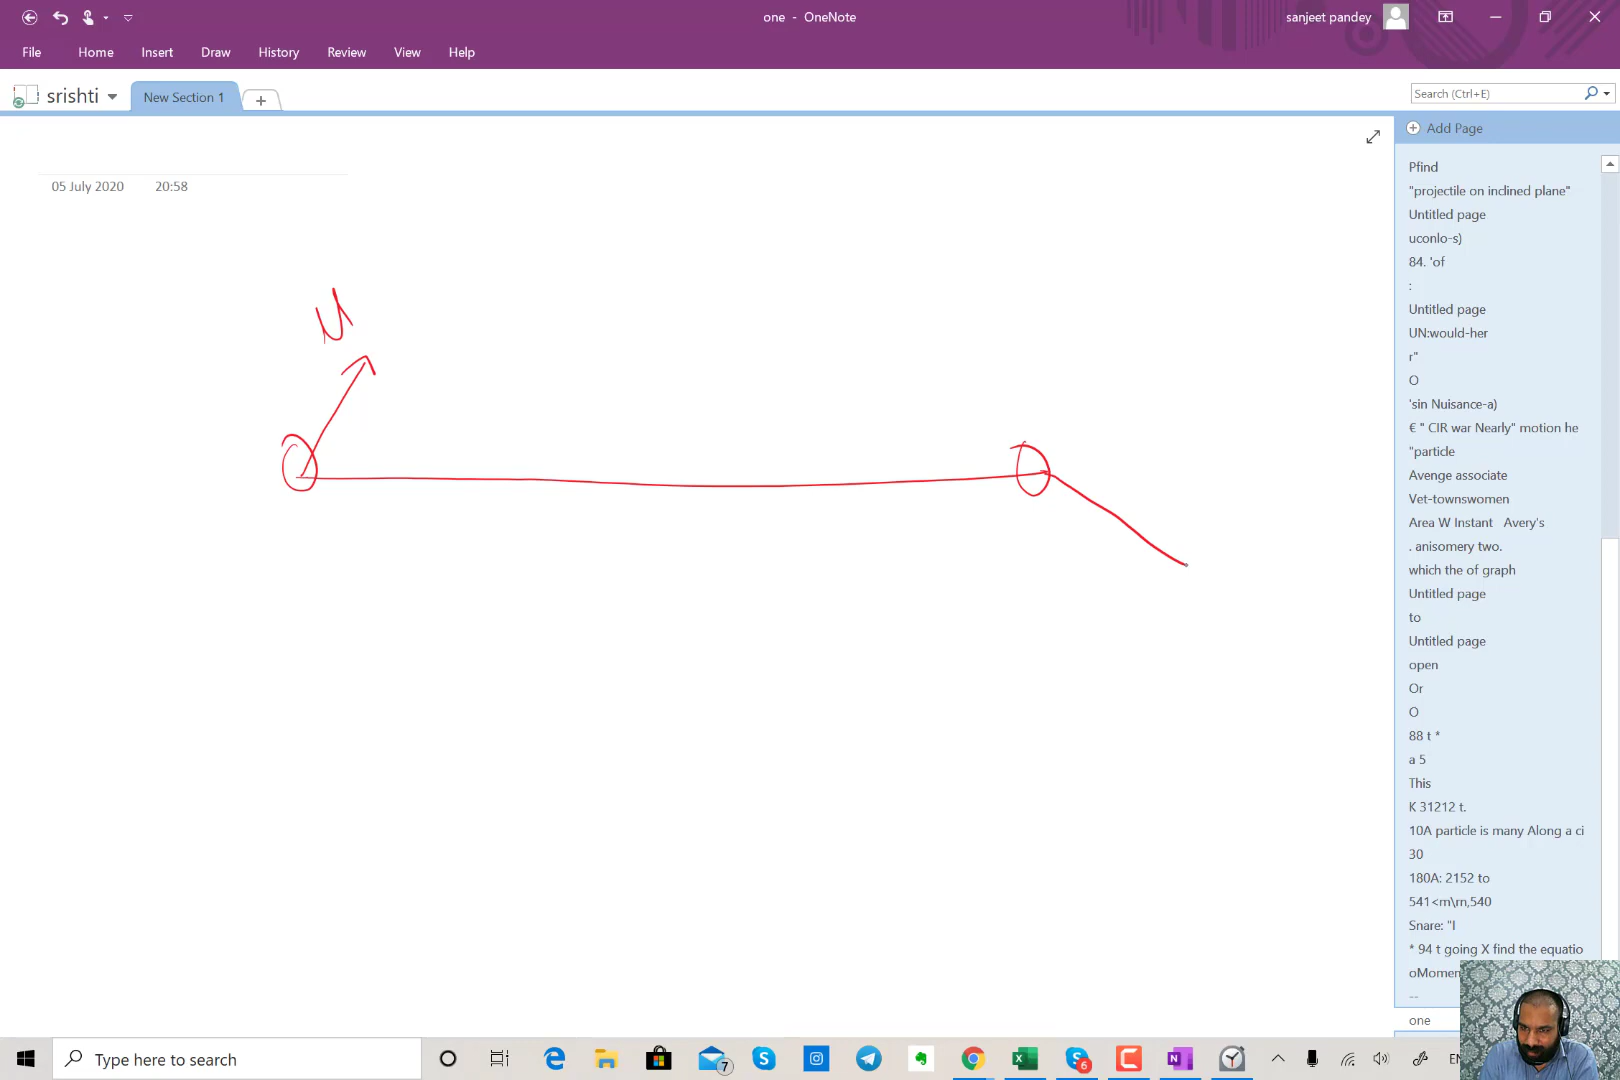 one - OneNote
sanjeet pandey
File Home Insert Draw History Review View Help
srishti
New Section 1
Search (Ctrl+E)
Add Page
05 July 2020 20:58
u
Pfind
"projectile on inclined plane"
Untitled page
uconlo-s)
84. 'of
:
Untitled page
UN:would-her
r"
O
'sin Nuisance-a)
€ " CIR war Nearly" motion he
"particle
Avenge associate
Vet-townswomen
Area W Instant Avery's
. anisomery two.
which the of graph
Untitled page
to
Untitled page
open
Or
O
88 t *
a 5
This
K 31212 t.
10A particle is many Along a ci
30
180A: 2152 to
541<m\rn,540
Snare: "I
* 94 t going X find the equatio
oMomen
--
one
Type here to search
7
6